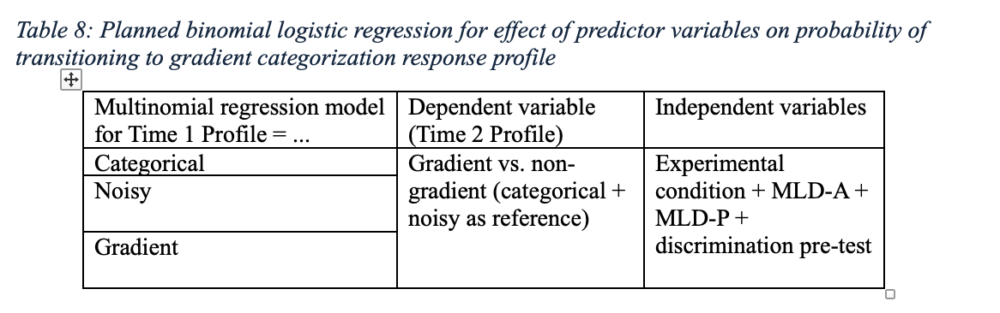 Table 8: Planned binomial logistic regression for effect of predictor variables on probability of
transitioning to gradient categorization response profile
Multinomial regression model
for Time 1 Profile = ...
Dependent variable
(Time 2 Profile)
Independent variables
Categorical
Noisy
Gradient
Gradient vs. non-
gradient (categorical +
noisy as reference)
Experimental
condition + MLD-A +
MLD-P +
discrimination pre-test